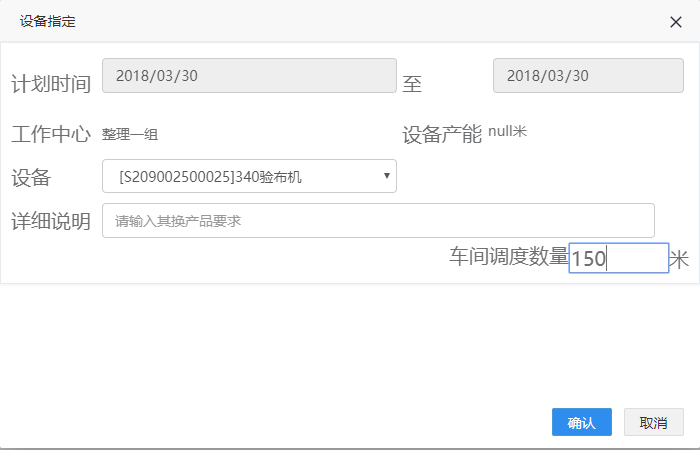 设备指定
计划时间 2018/03/30 至 2018/03/30
工作中心 整理一组 设备产能 null米
设备 [S209002500025]340验布机
详细说明 请输入其换产品要求
车间调度数量 150 米
确认 取消